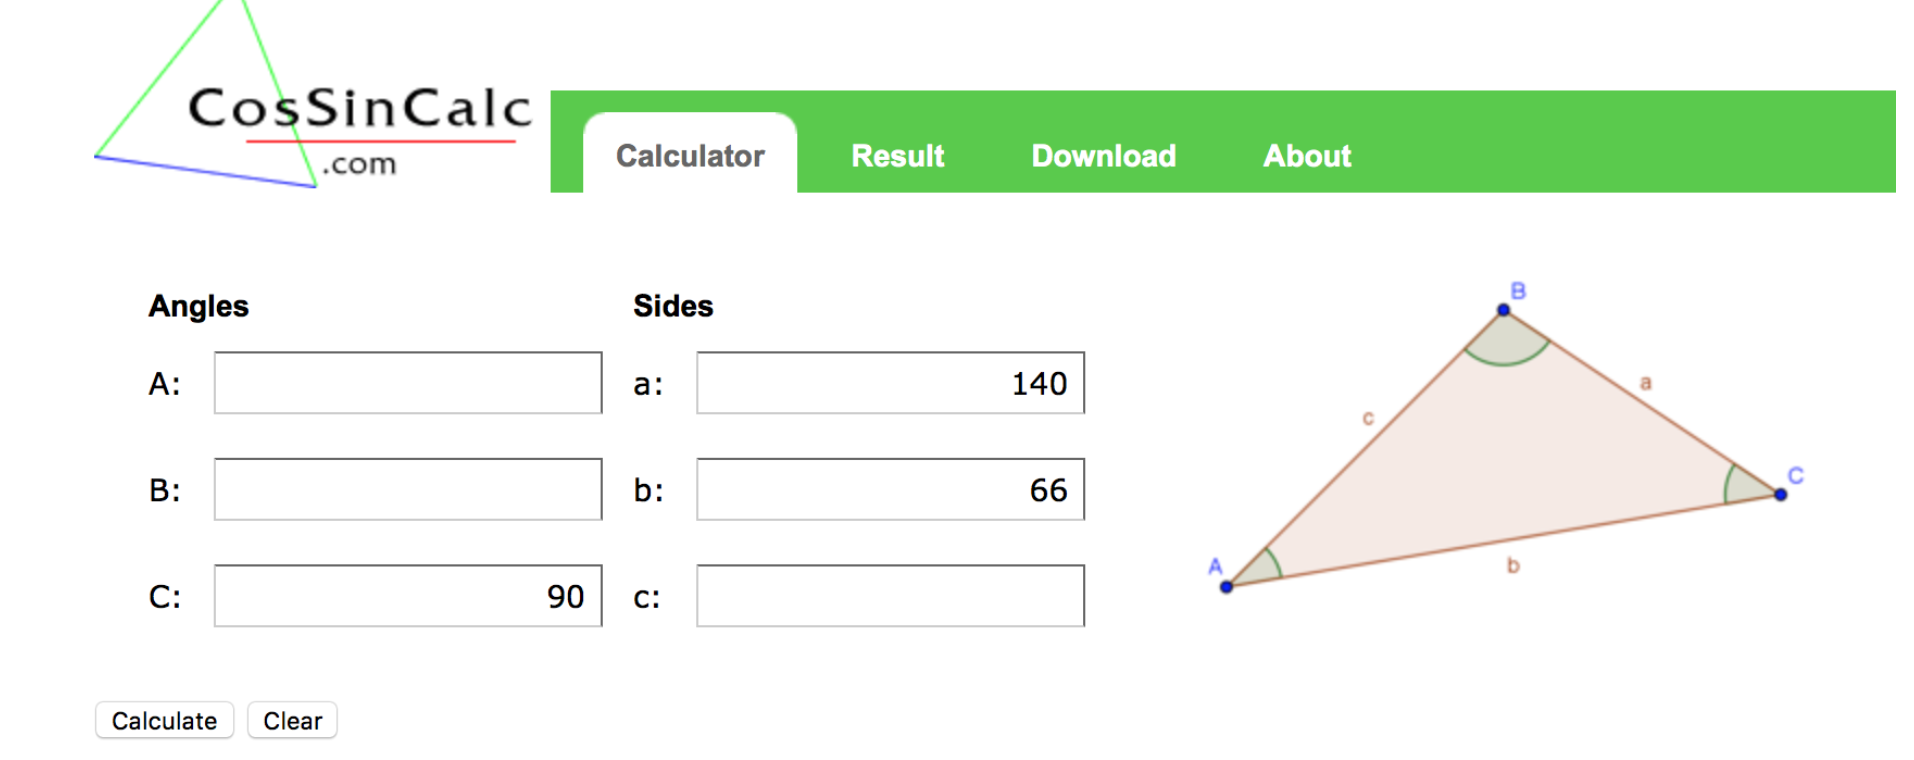 CosSinCalc
.com
Calculator Result Download About
Angles Sides
A: a: 140
B: b: 66
C: 90 c:
B
a
c
C
A
b
Calculate Clear